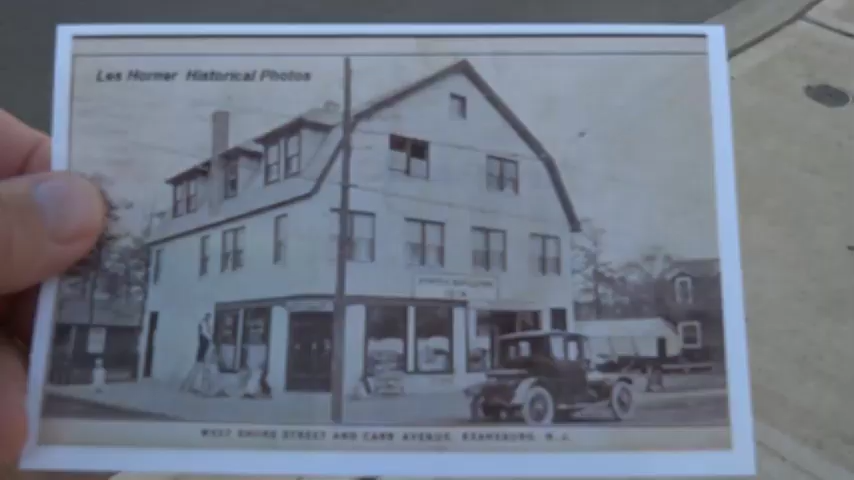 Les Horner Historical Photos
WEST SHORE STREET AND CARR AVENUE, KEANSBURG, N.J.